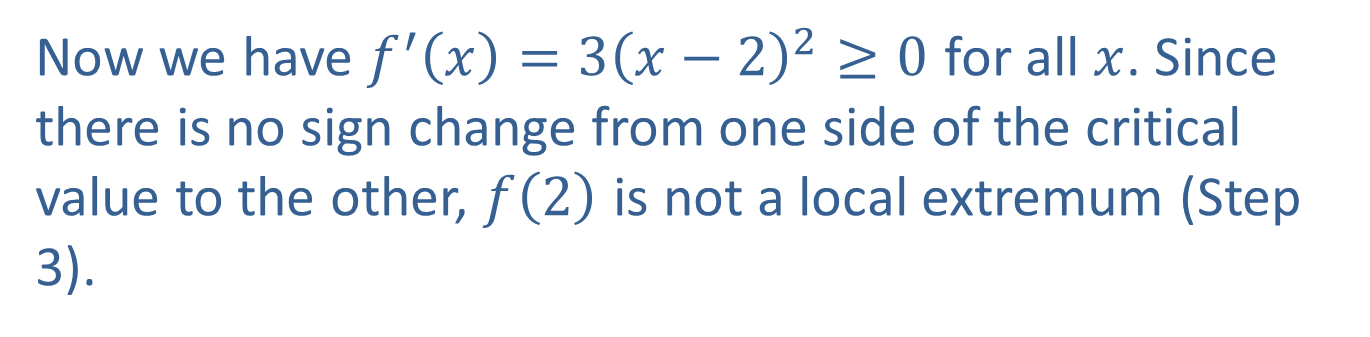 Now we have 𝑓′(𝑥) = 3(𝑥 − 2)² ≥ 0 for all 𝑥. Since
there is no sign change from one side of the critical
value to the other, 𝑓(2) is not a local extremum (Step
3).